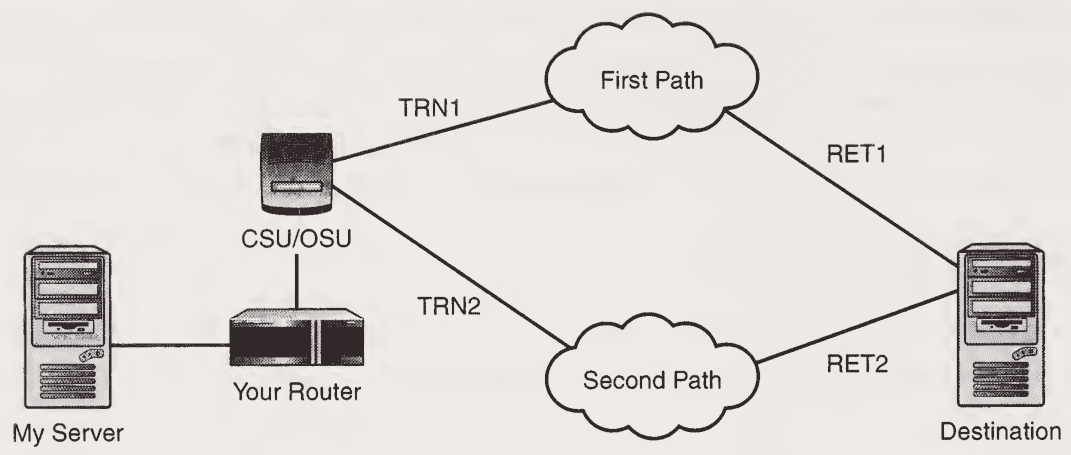 First Path
TRN1
RET1
CSU/OSU
TRN2
Second Path
RET2
Your Router
My Server
Destination